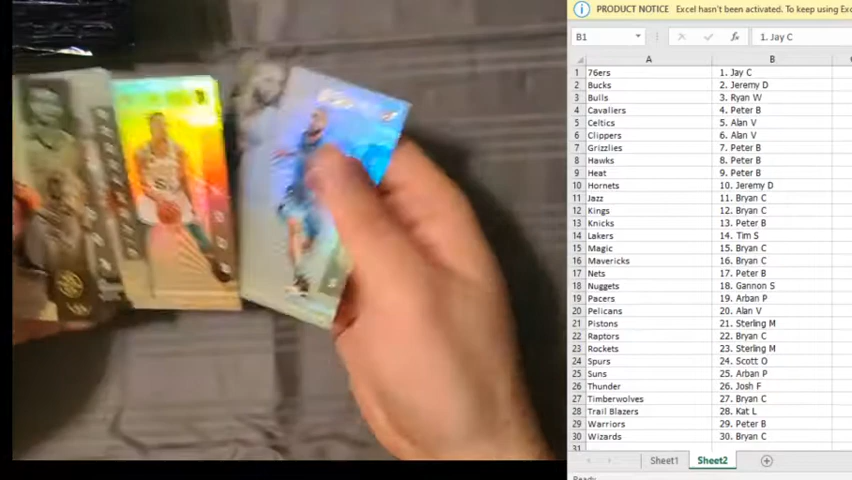 PRODUCT NOTICE Excel hasn't been activated. To keep using Exc
B1 fx 1. Jay C
A B
1 76ers 1. Jay C
2 Bucks 2. Jeremy D
3 Bulls 3. Ryan W
4 Cavaliers 4. Peter B
5 Celtics 5. Alan V
6 Clippers 6. Alan V
7 Grizzlies 7. Peter B
8 Hawks 8. Peter B
9 Heat 9. Peter B
10 Hornets 10. Jeremy D
11 Jazz 11. Bryan C
12 Kings 12. Bryan C
13 Knicks 13. Peter B
14 Lakers 14. Tim S
15 Magic 15. Bryan C
16 Mavericks 16. Bryan C
17 Nets 17. Peter B
18 Nuggets 18. Gannon S
19 Pacers 19. Arban P
20 Pelicans 20. Alan V
21 Pistons 21. Sterling M
22 Raptors 22. Bryan C
23 Rockets 23. Sterling M
24 Spurs 24. Scott O
25 Suns 25. Arban P
26 Thunder 26. Josh F
27 Timberwolves 27. Bryan C
28 Trail Blazers 28. Kat L
29 Warriors 29. Peter B
30 Wizards 30. Bryan C
31
Sheet1 Sheet2
Ready